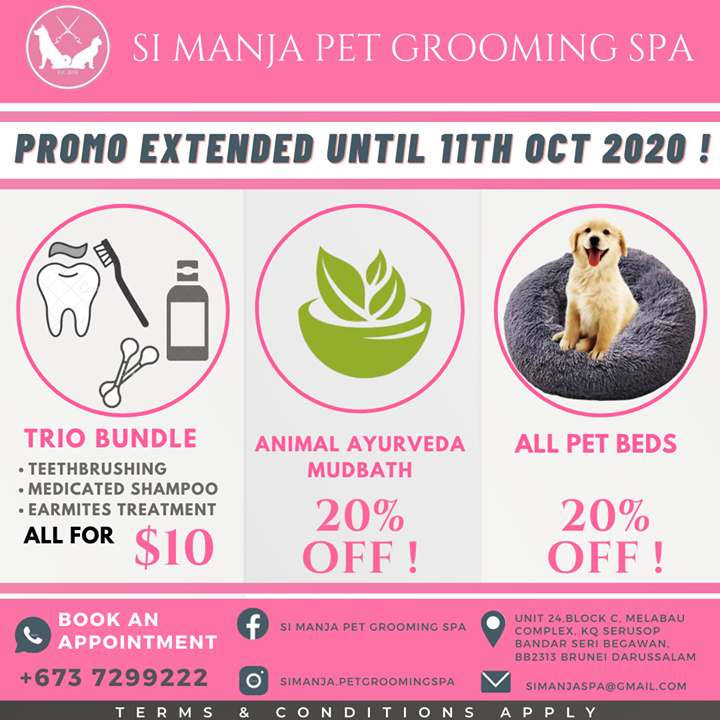 Est. 2019
SI MANJA PET GROOMING SPA
PROMO EXTENDED UNTIL 11TH OCT 2020 !
TRIO BUNDLE
• TEETHBRUSHING
• MEDICATED SHAMPOO
• EARMITES TREATMENT
ALL FOR $10
ANIMAL AYURVEDA
MUDBATH
20%
OFF !
ALL PET BEDS
20%
OFF !
BOOK AN
APPOINTMENT
+673 7299222
SI MANJA PET GROOMING SPA
SIMANJA.PETGROOMINGSPA
UNIT 24,BLOCK C, MELABAU
COMPLEX, KQ SERUSOP
BANDAR SERI BEGAWAN,
BB2313 BRUNEI DARUSSALAM
SIMANJASPA@GMAIL.COM
TERMS & CONDITIONS APPLY